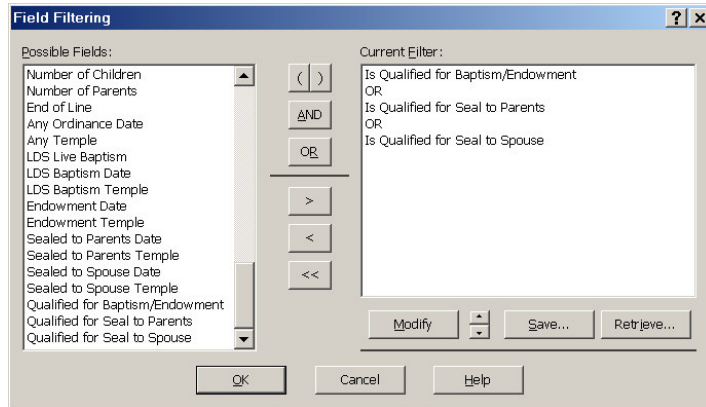 Field Filtering
? ×
Possible Fields:
Number of Children
Number of Parents
End of Line
Any Ordinance Date
Any Temple
LDS Live Baptism
LDS Baptism Date
LDS Baptism Temple
Endowment Date
Endowment Temple
Sealed to Parents Date
Sealed to Parents Temple
Sealed to Spouse Date
Sealed to Spouse Temple
Qualified for Baptism/Endowment
Qualified for Seal to Parents
Qualified for Seal to Spouse
( )
AND
OR
>
<
<<
Current Filter:
Is Qualified for Baptism/Endowment
OR
Is Qualified for Seal to Parents
OR
Is Qualified for Seal to Spouse
Modify
Save...
Retrieve...
OK
Cancel
Help